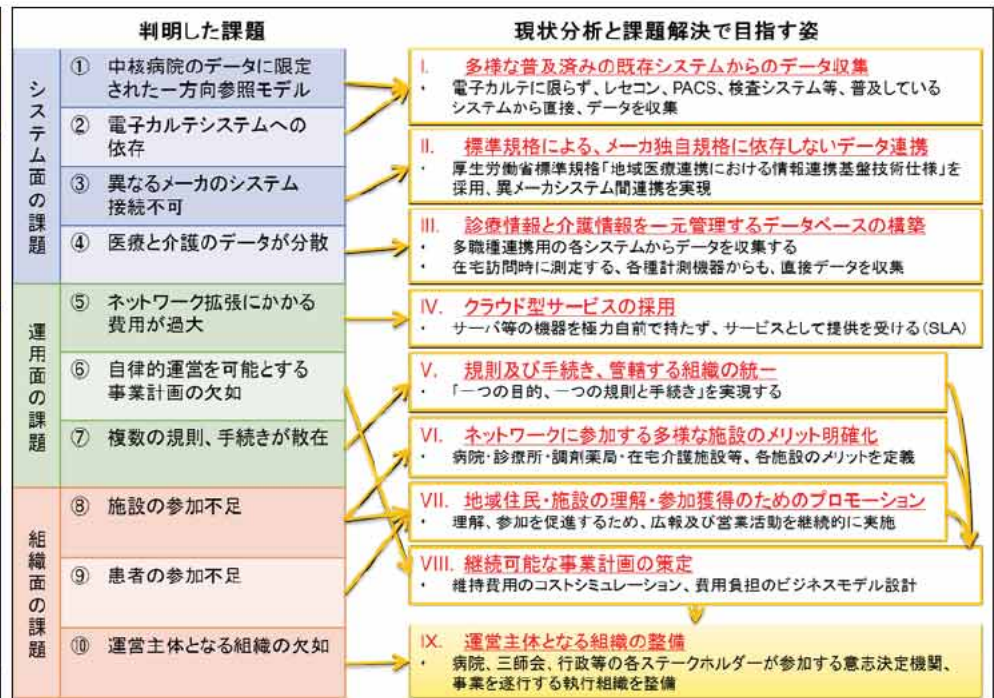 判明した課題
現状分析と課題解決で目指す姿
システム面の課題
① 中核病院のデータに限定
された一方向参照モデル
② 電子カルテシステムへの
依存
③ 異なるメーカのシステム
接続不可
④ 医療と介護のデータが分散
運用面の課題
⑤ ネットワーク拡張にかかる
費用が過大
⑥ 自律的運営を可能とする
事業計画の欠如
⑦ 複数の規則、手続きが散在
組織面の課題
⑧ 施設の参加不足
⑨ 患者の参加不足
⑩ 運営主体となる組織の欠如
I. 多様な普及済みの既存システムからのデータ収集
・ 電子カルテに限らず、レセコン、PACS、検査システム等、普及している
システムから直接、データを収集
II. 標準規格による、メーカ独自規格に依存しないデータ連携
・ 厚生労働省標準規格「地域医療連携における情報連携基盤技術仕様」を
採用、異メーカシステム間連携を実現
III. 診療情報と介護情報を一元管理するデータベースの構築
・ 多職種連携用の各システムからデータを収集する
・ 在宅訪問時に測定する、各種計測機器からも、直接データを収集
IV. クラウド型サービスの採用
・ サーバ等の機器を極力自前で持たず、サービスとして提供を受ける(SLA)
V. 規則及び手続き、管轄する組織の統一
・ 「一つの目的、一つの規則と手続き」を実現する
VI. ネットワークに参加する多様な施設のメリット明確化
・ 病院・診療所・調剤薬局・在宅介護施設等、各施設のメリットを定義
VII. 地域住民・施設の理解・参加獲得のためのプロモーション
・ 理解、参加を促進するため、広報及び営業活動を継続的に実施
VIII. 継続可能な事業計画の策定
・ 維持費用のコストシミュレーション、費用負担のビジネスモデル設計
IX. 運営主体となる組織の整備
・ 病院、三師会、行政等の各ステークホルダーが参加する意志決定機関、
事業を遂行する執行組織を整備